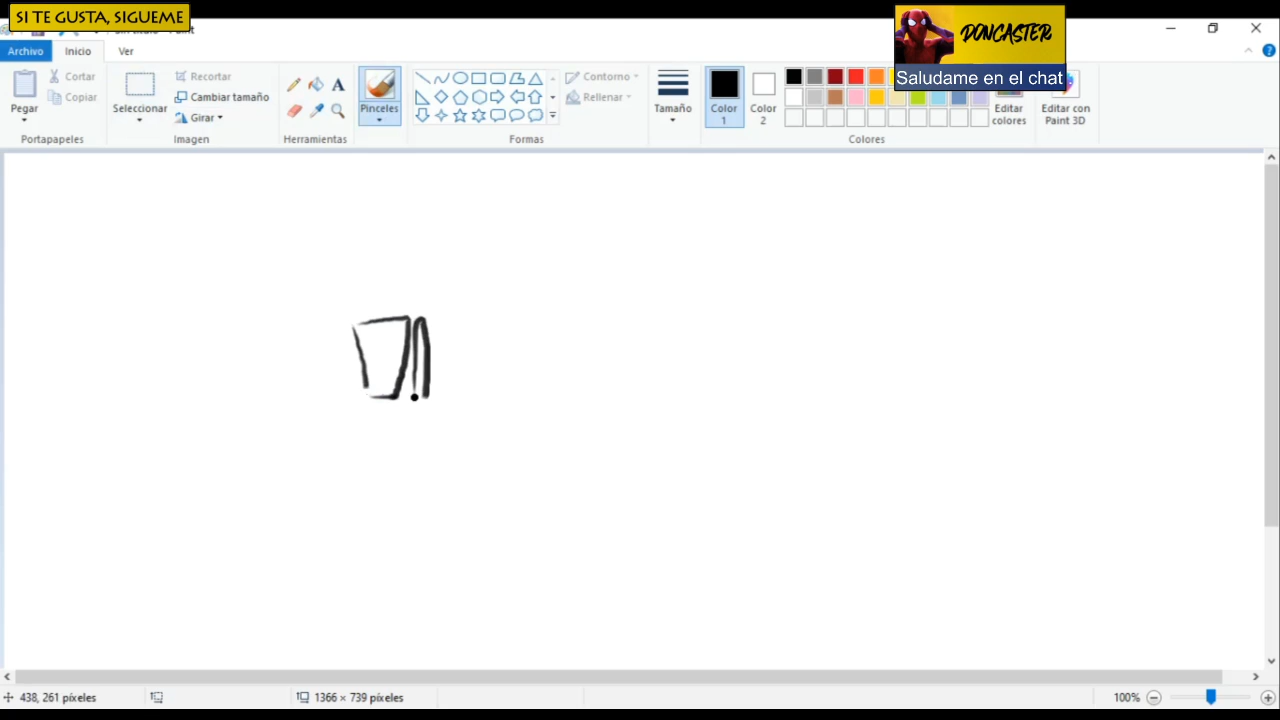 SI TE GUSTA, SIGUEME
DONCASTER
Saludame en el chat
Archivo Inicio Ver
Pegar
Cortar
Copiar
Portapapeles
Seleccionar
Recortar
Cambiar tamaño
Girar
Imagen
A
Herramientas
Pinceles
Contorno
Rellenar
Formas
Tamaño
Color 1
Color 2
Editar colores
Editar con Paint 3D
Colores
438, 261 píxeles
1366 × 739 píxeles
100%